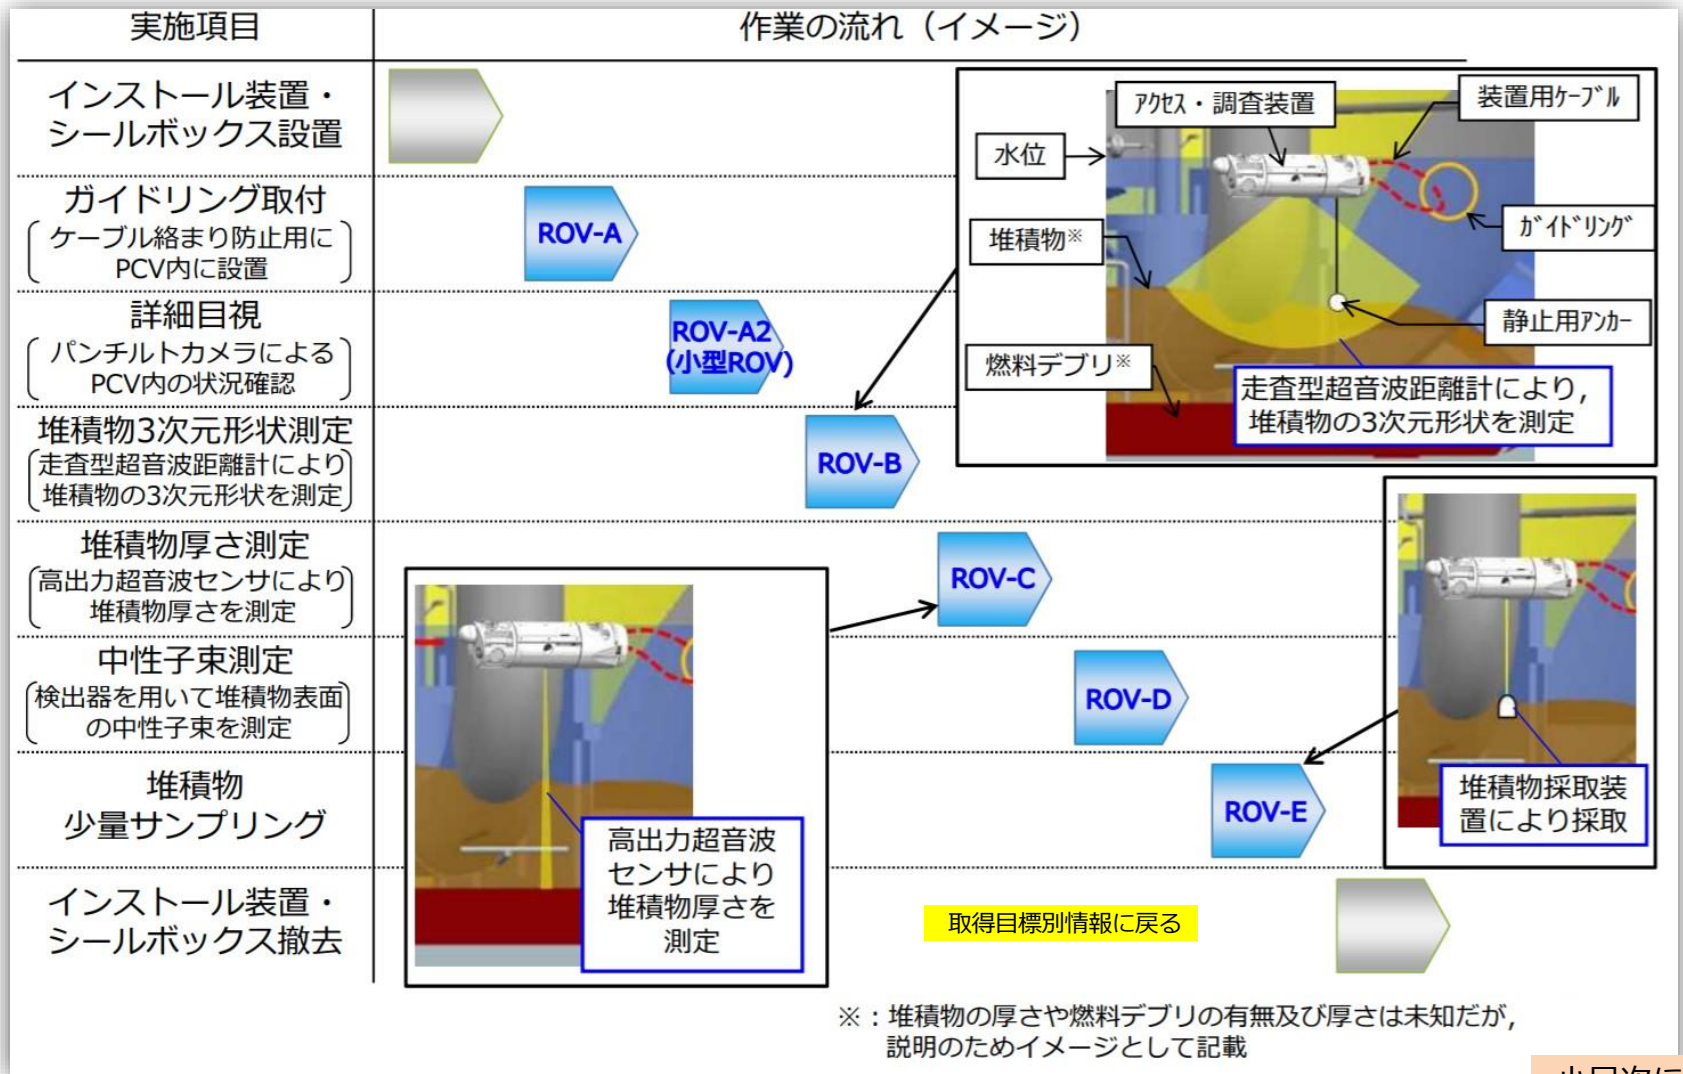 実施項目
作業の流れ（イメージ）
インストール装置・
シールボックス設置
ガイドリング取付
ケーブル絡まり防止用に
PCV内に設置
ROV-A
詳細目視
パンチルトカメラによる
PCV内の状況確認
ROV-A2
(小型ROV)
堆積物3次元形状測定
走査型超音波距離計により
堆積物の3次元形状を測定
ROV-B
アクセス・調査装置
装置用ケーブル
水位
堆積物※
ガイドリング
静止用アンカー
燃料デブリ※
走査型超音波距離計により，
堆積物の3次元形状を測定
堆積物厚さ測定
高出力超音波センサにより
堆積物厚さを測定
ROV-C
高出力超音波
センサにより
堆積物厚さを
測定
中性子束測定
検出器を用いて堆積物表面
の中性子束を測定
ROV-D
堆積物
少量サンプリング
ROV-E
堆積物採取装
置により採取
インストール装置・
シールボックス撤去
取得目標別情報に戻る
※：堆積物の厚さや燃料デブリの有無及び厚さは未知だが，
説明のためイメージとして記載